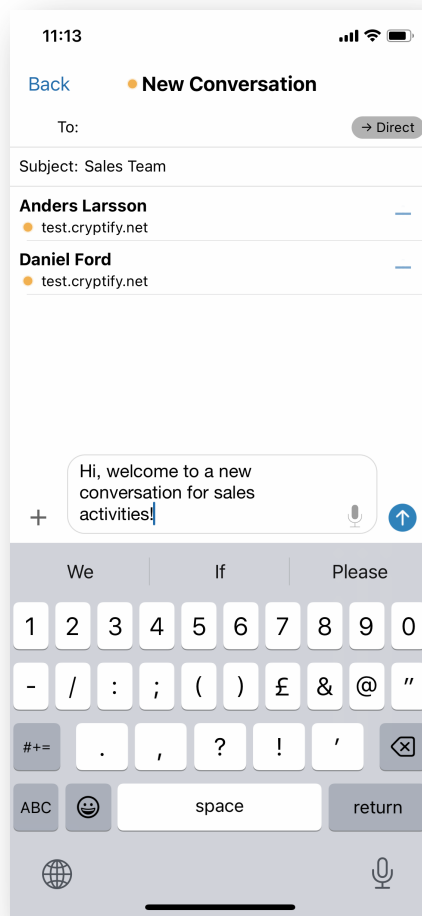 11:13
Back
New Conversation
To:
→ Direct
Subject: Sales Team
Anders Larsson
test.cryptify.net
Daniel Ford
test.cryptify.net
Hi, welcome to a new
conversation for sales
activities!
We If Please
1 2 3 4 5 6 7 8 9 0
- / : ; ( ) £ & @ "
#+= . , ? ! '
ABC space return